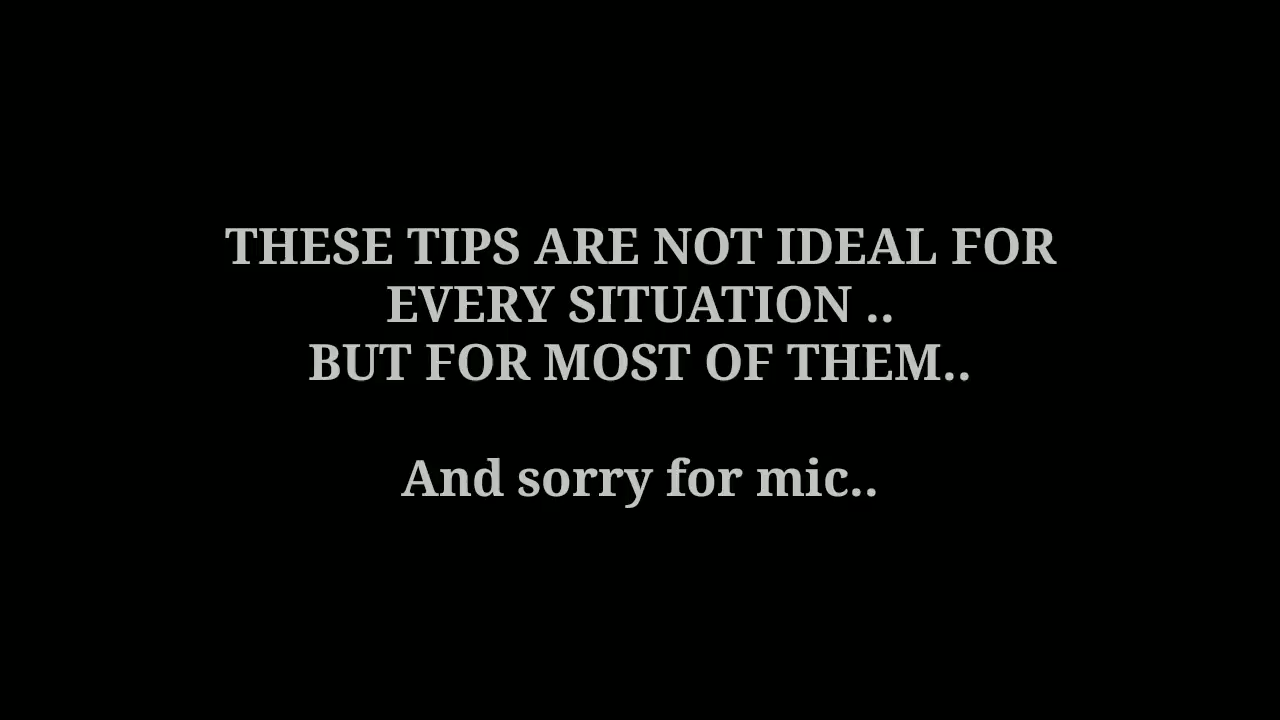 THESE TIPS ARE NOT IDEAL FOR
EVERY SITUATION ..
BUT FOR MOST OF THEM..
And sorry for mic..